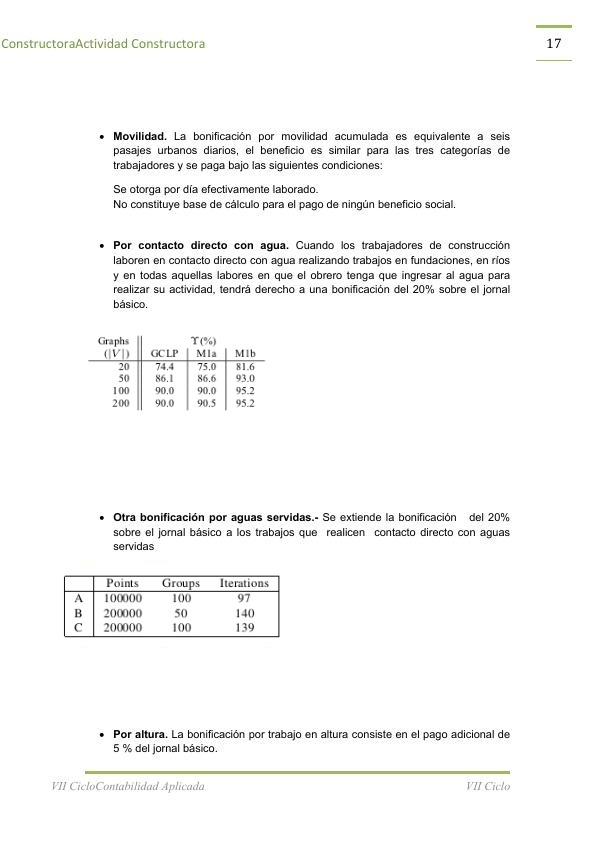 ConstructoraActividad Constructora
17
• Movilidad. La bonificación por movilidad acumulada es equivalente a seis
pasajes urbanos diarios, el beneficio es similar para las tres categorías de
trabajadores y se paga bajo las siguientes condiciones:
Se otorga por día efectivamente laborado.
No constituye base de cálculo para el pago de ningún beneficio social.
• Por contacto directo con agua. Cuando los trabajadores de construcción
laboren en contacto directo con agua realizando trabajos en fundaciones, en ríos
y en todas aquellas labores en que el obrero tenga que ingresar al agua para
realizar su actividad, tendrá derecho a una bonificación del 20% sobre el jornal
básico.
Graphs ϒ(%)
(|V|) GCLP M1a M1b
20 74.4 75.0 81.6
50 86.1 86.6 93.0
100 90.0 90.0 95.2
200 90.0 90.5 95.2
• Otra bonificación por aguas servidas.- Se extiende la bonificación del 20%
sobre el jornal básico a los trabajos que realicen contacto directo con aguas
servidas
Points Groups Iterations
A 100000 100 97
B 200000 50 140
C 200000 100 139
• Por altura. La bonificación por trabajo en altura consiste en el pago adicional de
5 % del jornal básico.
VII CicloContabilidad Aplicada VII Ciclo